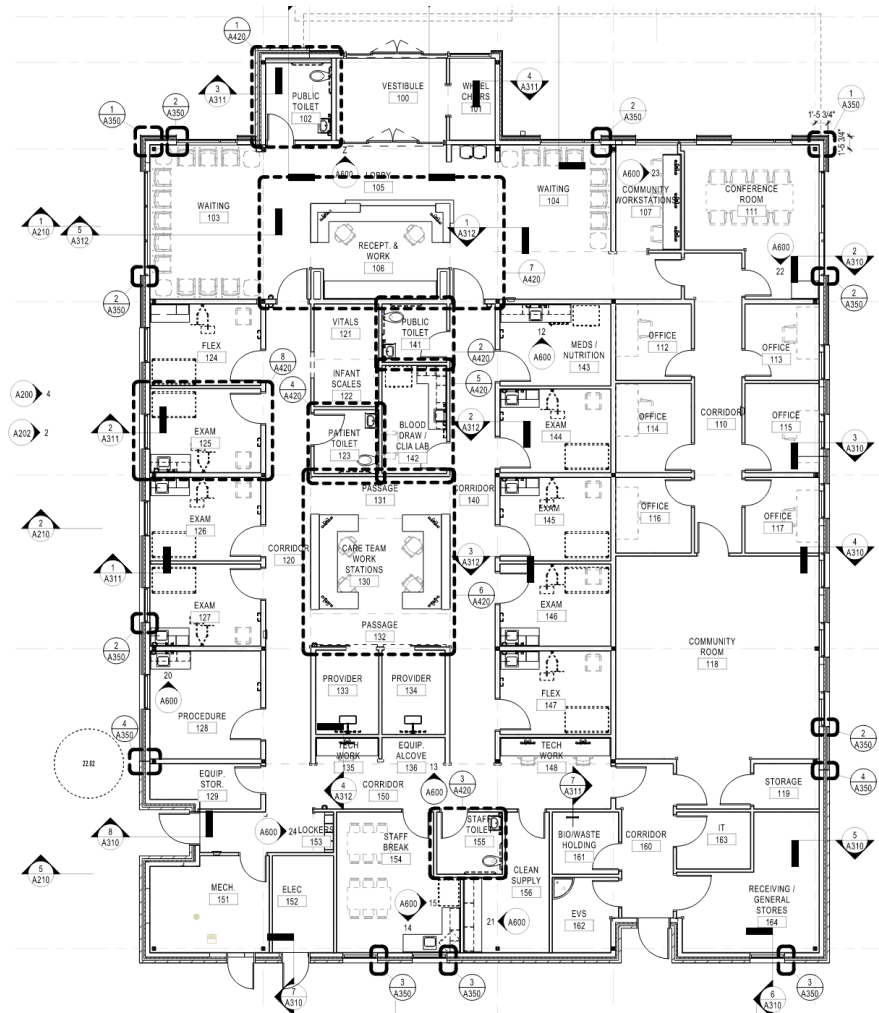 1
A420
3
A311
PUBLIC
TOILET
102
VESTIBULE
100
WHEEL
CHAIRS
101
4
A311
1
A350
2
A350
2
A350
1'-5 3/4"
1'-5 3/4"
1
A350
A600
LOBBY
105
WAITING
103
WAITING
104
A600
23
COMMUNITY
WORKSTATIONS
107
CONFERENCE
ROOM
111
1
A210
5
A312
1
A312
RECEPT. &
WORK
106
7
A420
A600
22
2
A310
2
A350
2
A350
FLEX
124
VITALS
121
PUBLIC
TOILET
141
12
A600
MEDS /
NUTRITION
143
OFFICE
112
OFFICE
113
8
A420
4
A420
2
A420
5
A420
INFANT
SCALES
122
A200
4
A202
2
2
A311
EXAM
125
PATIENT
TOILET
123
BLOOD
DRAW /
CLIA LAB
142
2
A312
EXAM
144
OFFICE
114
CORRIDOR
110
OFFICE
115
3
A310
PASSAGE
131
CORRIDOR
140
2
A210
EXAM
126
EXAM
145
OFFICE
116
OFFICE
117
1
A311
CORRIDOR
120
CARE TEAM
WORK
STATIONS
130
3
A312
4
A310
6
A420
EXAM
127
PASSAGE
132
EXAM
146
COMMUNITY
ROOM
118
2
A350
20
A600
PROVIDER
133
PROVIDER
134
FLEX
147
PROCEDURE
128
4
A350
2
A350
22.02
TECH
WORK
135
EQUIP.
ALCOVE
136
TECH
WORK
148
EQUIP.
STOR.
129
4
A312
CORRIDOR
150
13
A600
3
A420
7
A311
STORAGE
119
4
A350
8
A310
A600
24
LOCKERS
153
STAFF
BREAK
154
STAFF
TOILET
155
BIO/WASTE
HOLDING
161
CORRIDOR
160
IT
163
5
A310
5
A210
MECH.
151
ELEC
152
CLEAN
SUPPLY
156
A600
15
14
21
A600
EVS
162
RECEIVING /
GENERAL
STORES
164
7
A310
3
A350
3
A350
6
A310
3
A350